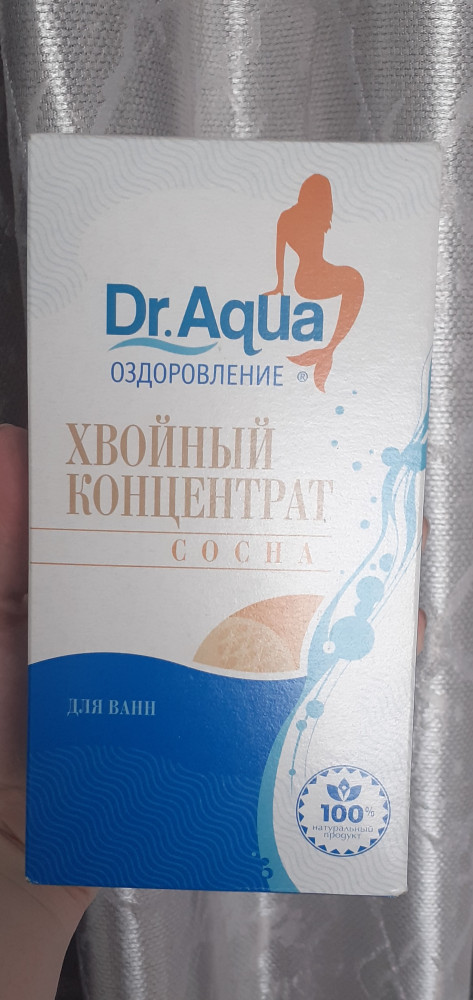 Dr. Aqua
ОЗДОРОВЛЕНИЕ ®
ХВОЙНЫЙ
КОНЦЕНТРАТ
СОСНА
ДЛЯ ВАНН
100%
натуральный
продукт